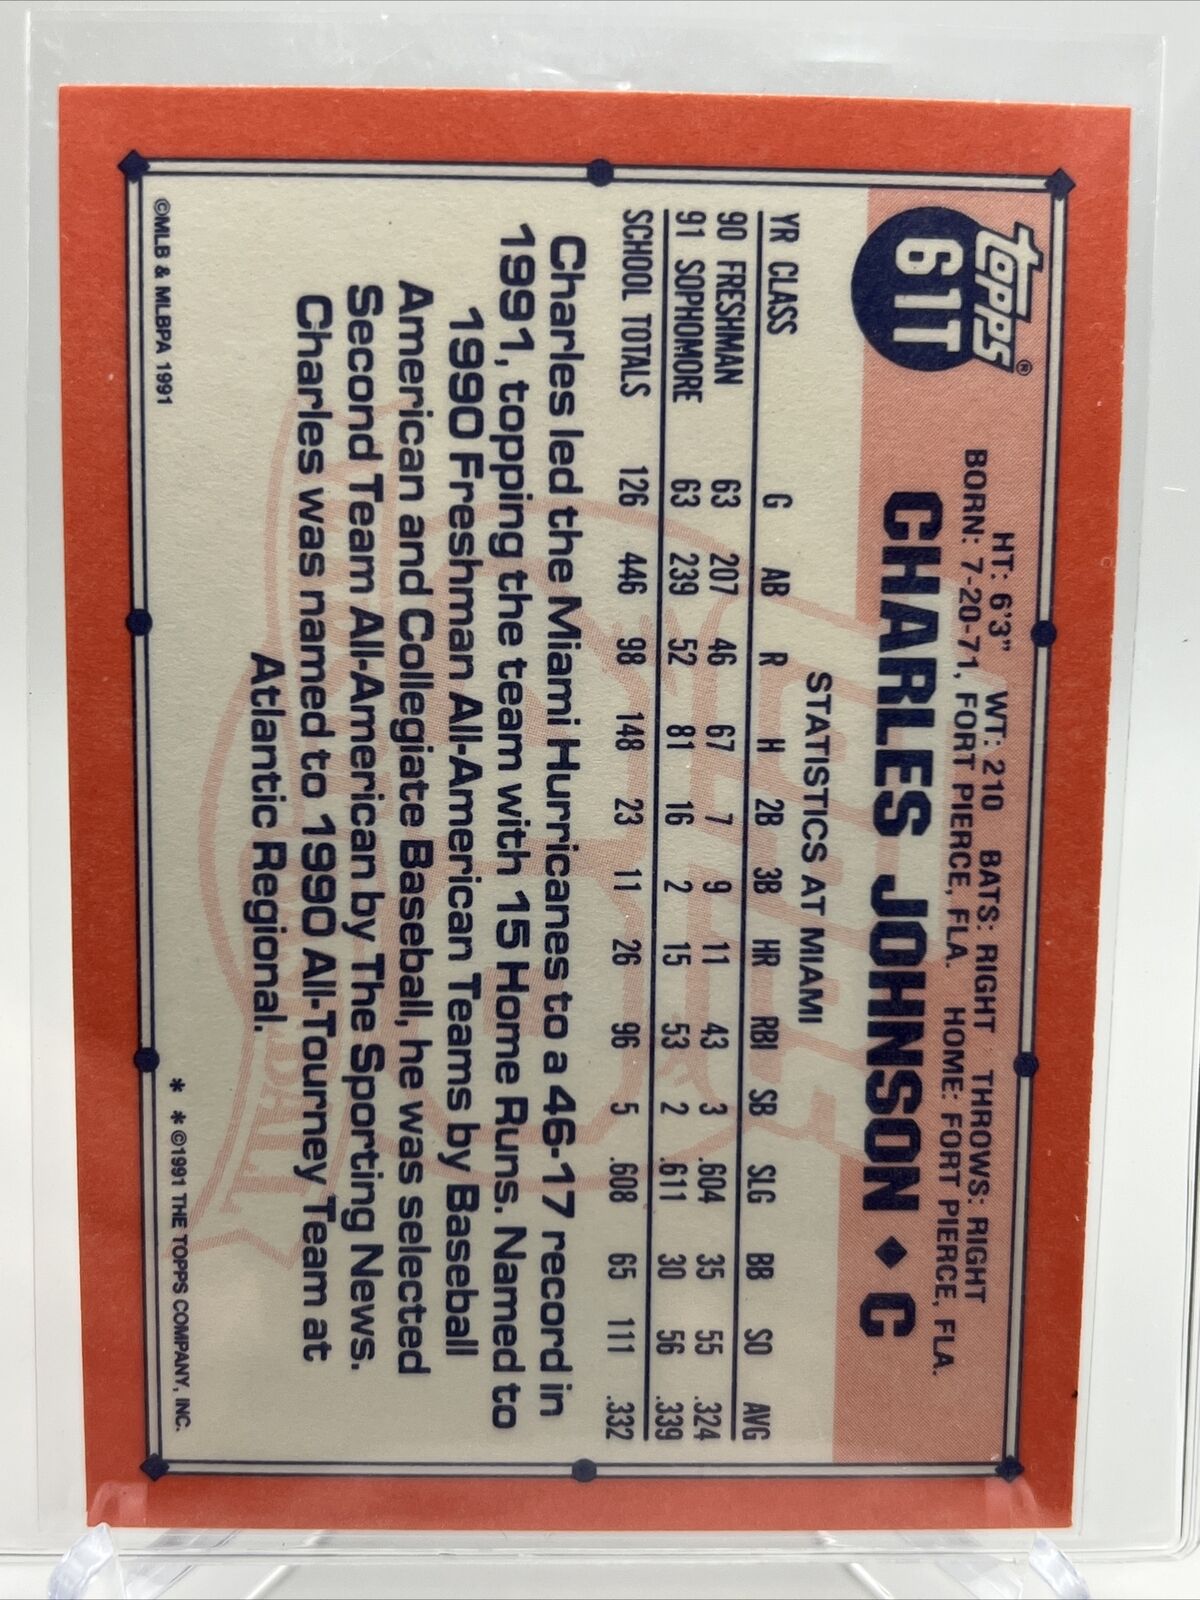 topps®
61T
HT: 6'3" WT: 210 BATS: RIGHT THROWS: RIGHT
BORN: 7-20-71, FORT PIERCE, FLA. HOME: FORT PIERCE, FLA.
CHARLES JOHNSON ◆ C
STATISTICS AT MIAMI
YR CLASS G AB R H 2B 3B HR RBI SB SLG BB SO AVG
90 FRESHMAN 63 207 46 67 7 9 11 43 3 .604 35 55 .324
91 SOPHOMORE 63 239 52 81 16 2 15 53 2 .611 30 56 .339
SCHOOL TOTALS 126 446 98 148 23 11 26 96 5 .608 65 111 .332
Charles led the Miami Hurricanes to a 46-17 record in
1991, topping the team with 15 Home Runs. Named to
1990 Freshman All-American Teams by Baseball
American and Collegiate Baseball, he was selected
Second Team All-American by The Sporting News.
Charles was named to 1990 All-Tourney Team at
Atlantic Regional.
©MLB & MLBPA 1991
* * ©1991 THE TOPPS COMPANY, INC.